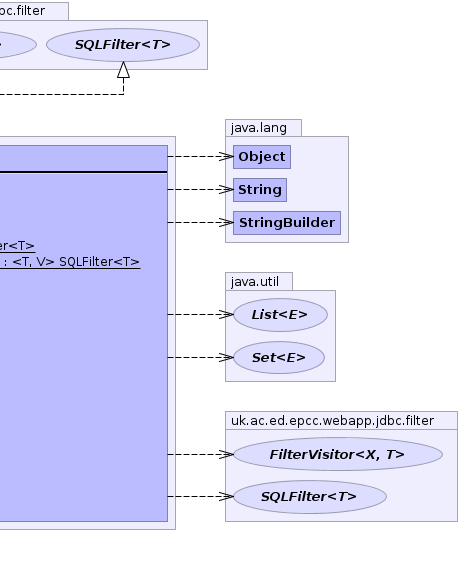 bc.filter
SQLFilter<T>
java.lang
Object
String
StringBuilder
er<T>
: <T, V> SQLFilter<T>
java.util
List<E>
Set<E>
uk.ac.ed.epcc.webapp.jdbc.filter
FilterVisitor<X, T>
SQLFilter<T>